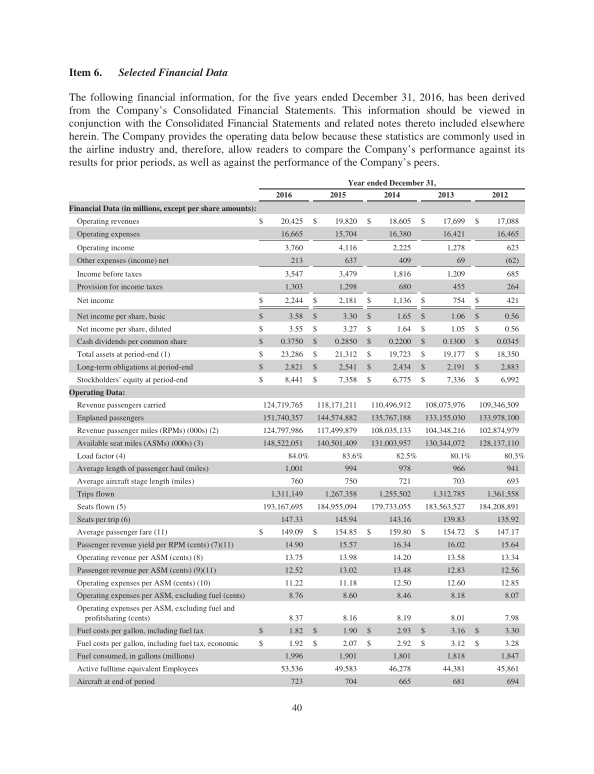 Item 6. Selected Financial Data
The following financial information, for the five years ended December 31, 2016, has been derived
from the Company's Consolidated Financial Statements. This information should be viewed in
conjunction with the Consolidated Financial Statements and related notes thereto included elsewhere
herein. The Company provides the operating data below because these statistics are commonly used in
the airline industry and, therefore, allow readers to compare the Company's performance against its
results for prior periods, as well as against the performance of the Company's peers.
Year ended December 31,
2016 2015 2014 2013 2012
Financial Data (in millions, except per share amounts):
Operating revenues $ 20,425 $ 19,820 $ 18,605 $ 17,699 $ 17,088
Operating expenses 16,665 15,704 16,380 16,421 16,465
Operating income 3,760 4,116 2,225 1,278 623
Other expenses (income) net 213 637 409 69 (62)
Income before taxes 3,547 3,479 1,816 1,209 685
Provision for income taxes 1,303 1,298 680 455 264
Net income $ 2,244 $ 2,181 $ 1,136 $ 754 $ 421
Net income per share, basic $ 3.58 $ 3.30 $ 1.65 $ 1.06 $ 0.56
Net income per share, diluted $ 3.55 $ 3.27 $ 1.64 $ 1.05 $ 0.56
Cash dividends per common share $ 0.3750 $ 0.2850 $ 0.2200 $ 0.1300 $ 0.0345
Total assets at period-end (1) $ 23,286 $ 21,312 $ 19,723 $ 19,177 $ 18,350
Long-term obligations at period-end $ 2,821 $ 2,541 $ 2,434 $ 2,191 $ 2,883
Stockholders' equity at period-end $ 8,441 $ 7,358 $ 6,775 $ 7,336 $ 6,992
Operating Data:
Revenue passengers carried 124,719,765 118,171,211 110,496,912 108,075,976 109,346,509
Enplaned passengers 151,740,357 144,574,882 135,767,188 133,155,030 133,978,100
Revenue passenger miles (RPMs) (000s) (2) 124,797,986 117,499,879 108,035,133 104,348,216 102,874,979
Available seat miles (ASMs) (000s) (3) 148,522,051 140,501,409 131,003,957 130,344,072 128,137,110
Load factor (4) 84.0% 83.6% 82.5% 80.1% 80.3%
Average length of passenger haul (miles) 1,001 994 978 966 941
Average aircraft stage length (miles) 760 750 721 703 693
Trips flown 1,311,149 1,267,358 1,255,502 1,312,785 1,361,558
Seats flown (5) 193,167,695 184,955,094 179,733,055 183,563,527 184,208,891
Seats per trip (6) 147.33 145.94 143.16 139.83 135.92
Average passenger fare (11) $ 149.09 $ 154.85 $ 159.80 $ 154.72 $ 147.17
Passenger revenue yield per RPM (cents) (7)(11) 14.90 15.57 16.34 16.02 15.64
Operating revenue per ASM (cents) (8) 13.75 13.98 14.20 13.58 13.34
Passenger revenue per ASM (cents) (9)(11) 12.52 13.02 13.48 12.83 12.56
Operating expenses per ASM (cents) (10) 11.22 11.18 12.50 12.60 12.85
Operating expenses per ASM, excluding fuel (cents) 8.76 8.60 8.46 8.18 8.07
Operating expenses per ASM, excluding fuel and
profitsharing (cents) 8.37 8.16 8.19 8.01 7.98
Fuel costs per gallon, including fuel tax $ 1.82 $ 1.90 $ 2.93 $ 3.16 $ 3.30
Fuel costs per gallon, including fuel tax, economic $ 1.92 $ 2.07 $ 2.92 $ 3.12 $ 3.28
Fuel consumed, in gallons (millions) 1,996 1,901 1,801 1,818 1,847
Active fulltime equivalent Employees 53,536 49,583 46,278 44,381 45,861
Aircraft at end of period 723 704 665 681 694
40